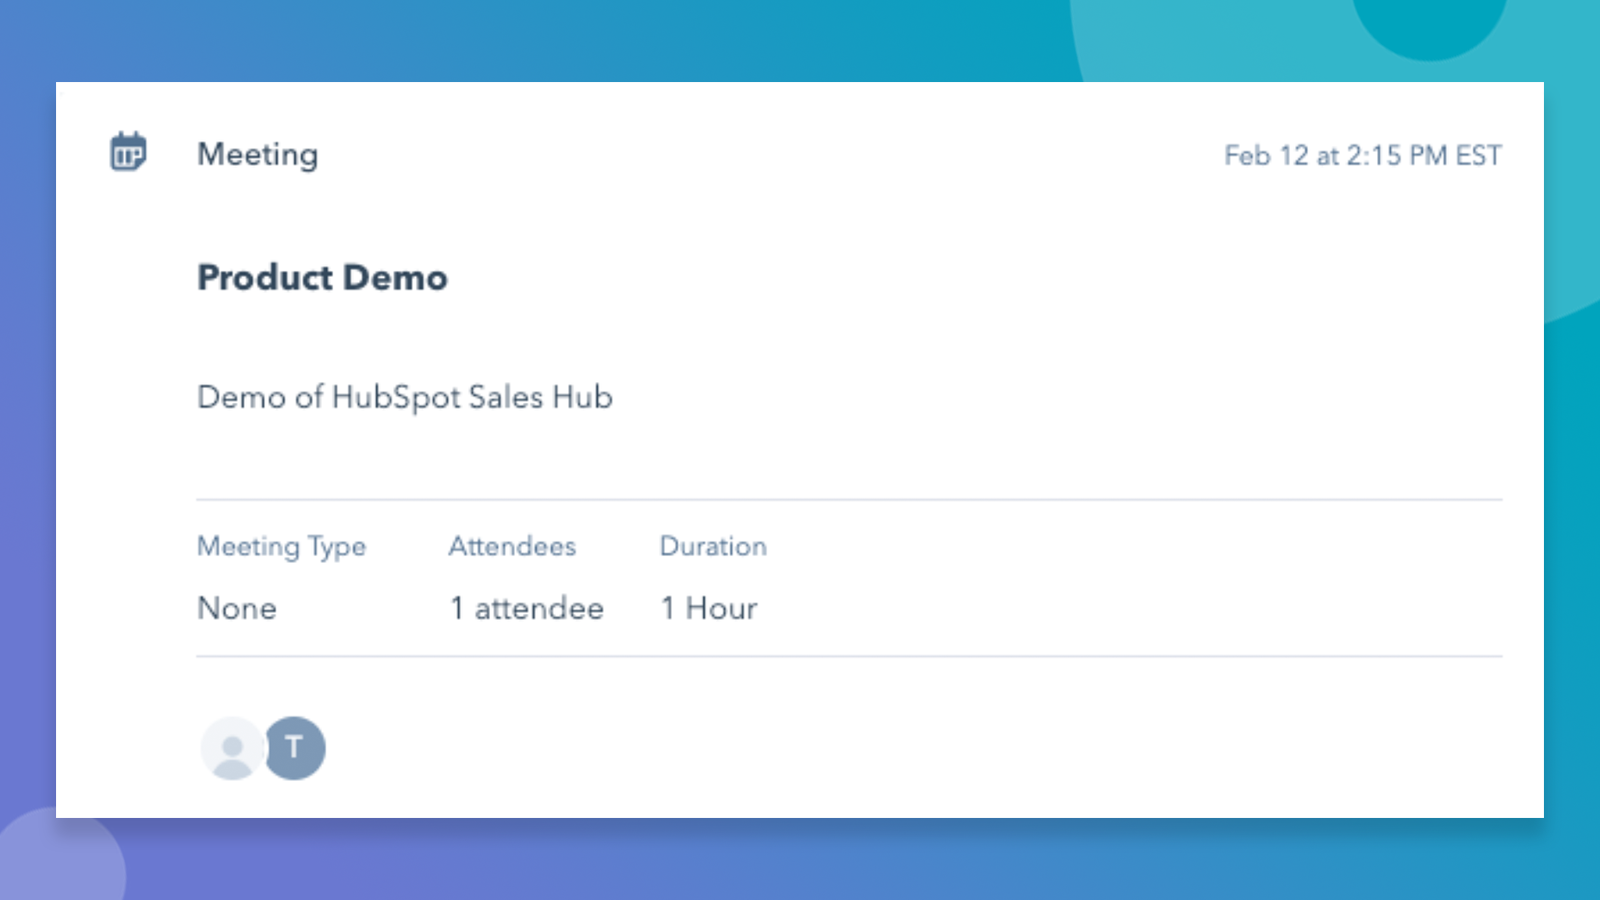 Meeting
Feb 12 at 2:15 PM EST
Product Demo
Demo of HubSpot Sales Hub
Meeting Type Attendees Duration
None 1 attendee 1 Hour
T